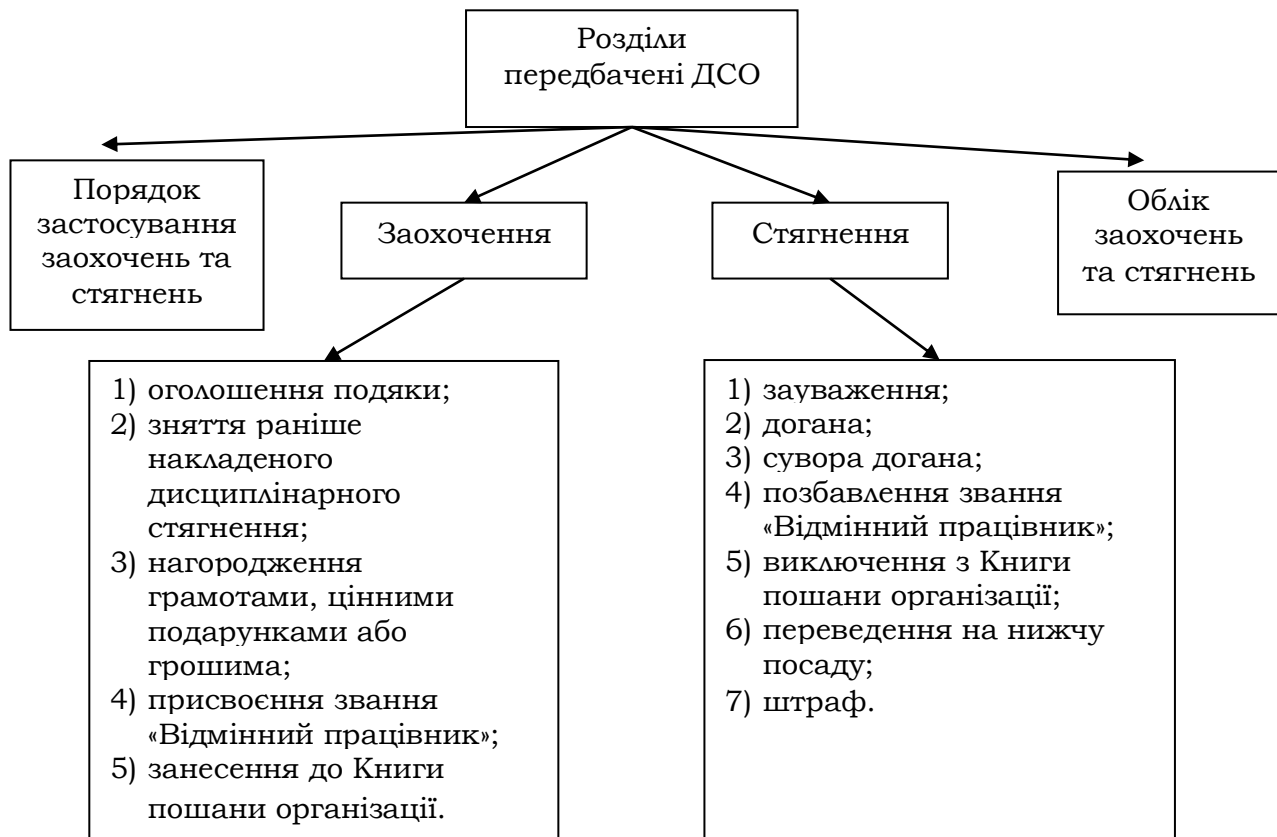 Розділи
передбачені ДСО
Порядок
застосування
заохочень та
стягнень
Заохочення
Стягнення
Облік
заохочень
та стягнень
1) оголошення подяки;
2) зняття раніше
накладеного
дисциплінарного
стягнення;
3) нагородження
грамотами, цінними
подарунками або
грошима;
4) присвоєння звання
«Відмінний працівник»;
5) занесення до Книги
пошани організації.
1) зауваження;
2) догана;
3) сувора догана;
4) позбавлення звання
«Відмінний працівник»;
5) виключення з Книги
пошани організації;
6) переведення на нижчу
посаду;
7) штраф.